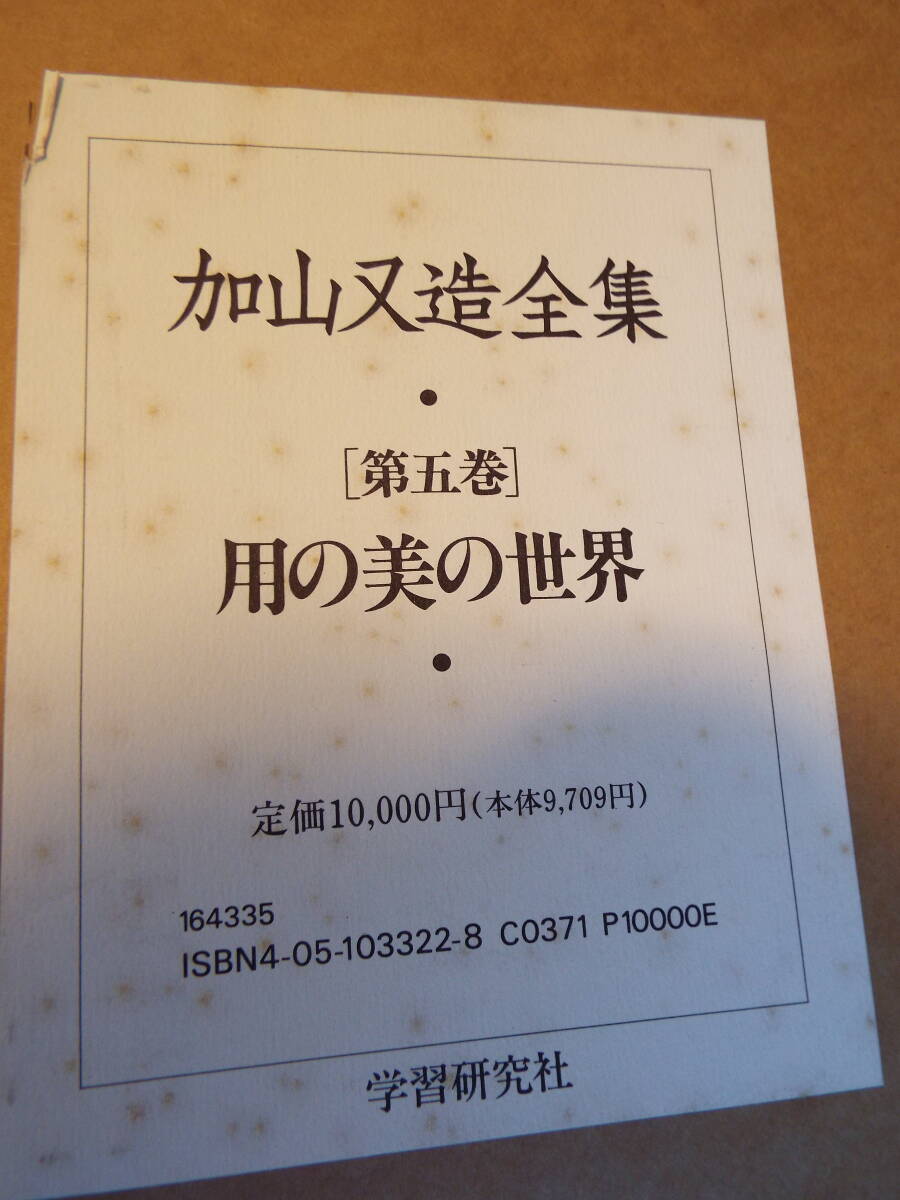 加山又造全集
・
[第五巻]
用の美の世界
・
定価10,000円(本体9,709円)
164335
ISBN4-05-103322-8 C0371 P10000E
学習研究社